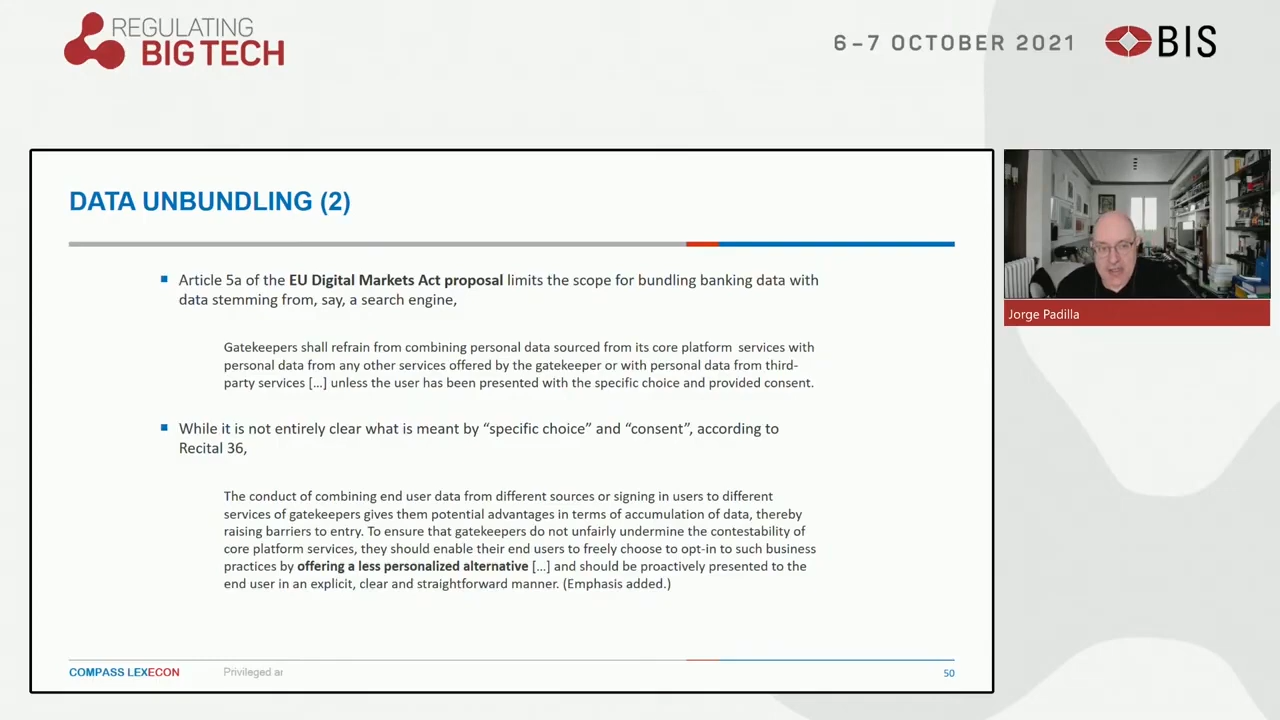 REGULATING
BIG TECH
6–7 OCTOBER 2021
BIS
DATA UNBUNDLING (2)
Article 5a of the EU Digital Markets Act proposal limits the scope for bundling banking data with
data stemming from, say, a search engine,
Gatekeepers shall refrain from combining personal data sourced from its core platform services with
personal data from any other services offered by the gatekeeper or with personal data from third-
party services [...] unless the user has been presented with the specific choice and provided consent.
While it is not entirely clear what is meant by “specific choice” and “consent”, according to
Recital 36,
The conduct of combining end user data from different sources or signing in users to different
services of gatekeepers gives them potential advantages in terms of accumulation of data, thereby
raising barriers to entry. To ensure that gatekeepers do not unfairly undermine the contestability of
core platform services, they should enable their end users to freely choose to opt-in to such business
practices by offering a less personalized alternative [...] and should be proactively presented to the
end user in an explicit, clear and straightforward manner. (Emphasis added.)
COMPASS LEXECON
Privileged ar
50
Jorge Padilla